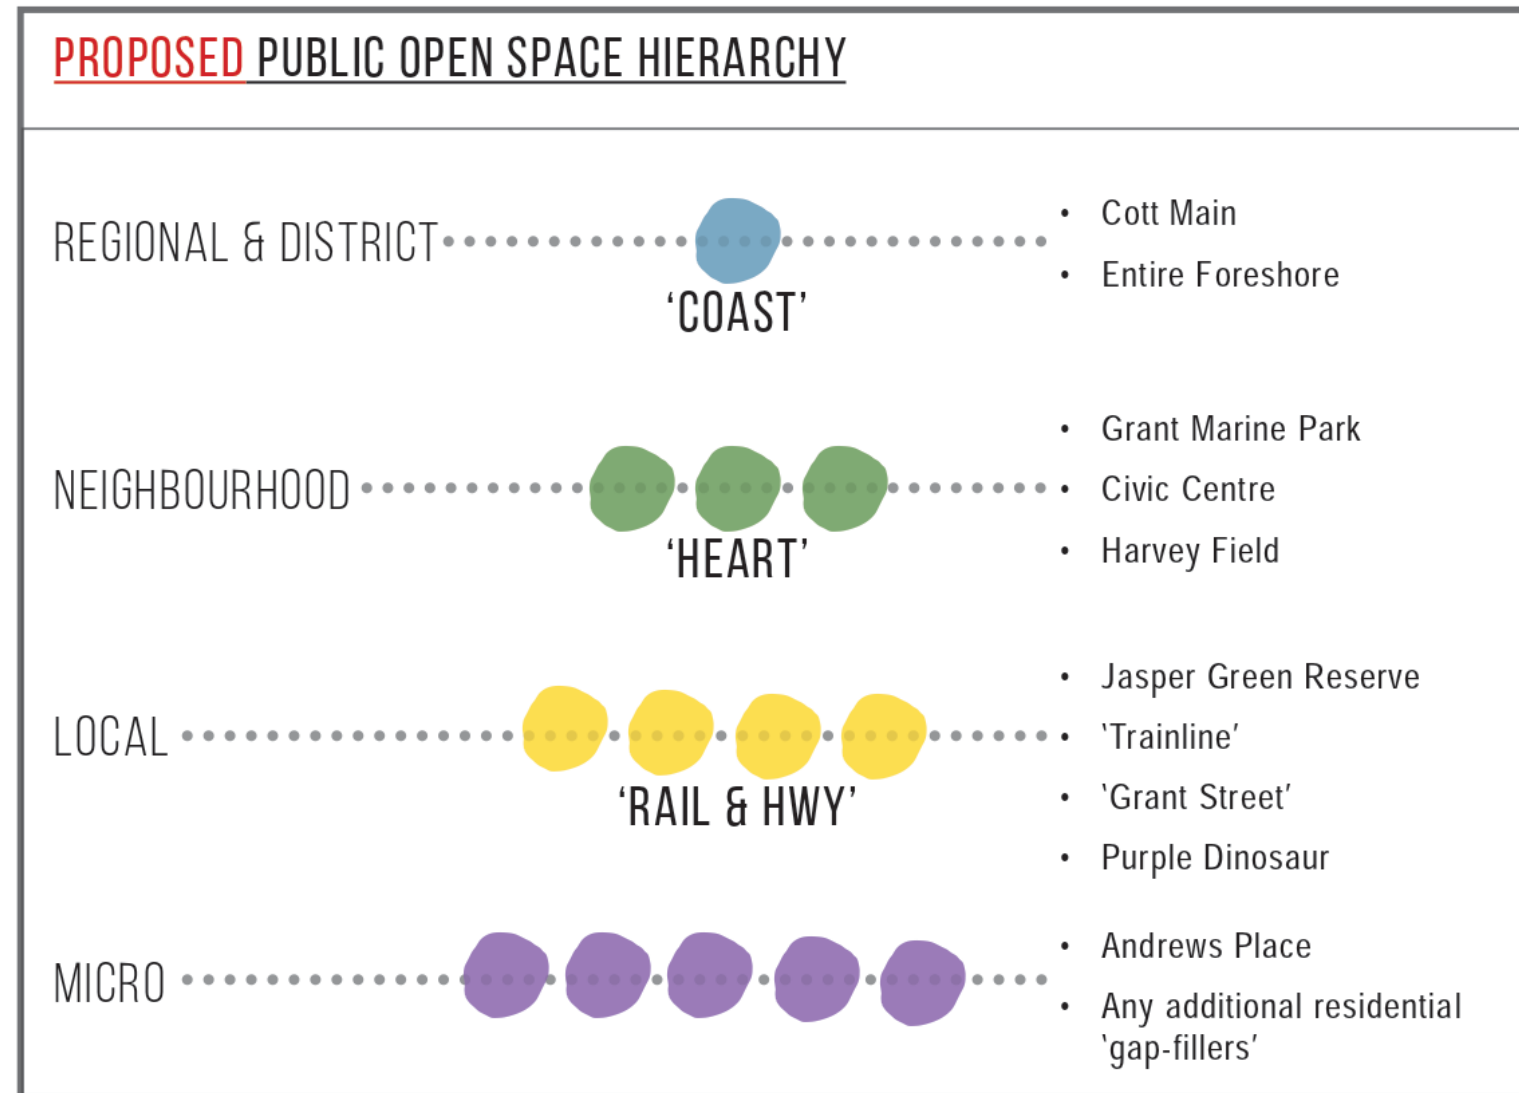 PROPOSED PUBLIC OPEN SPACE HIERARCHY
REGIONAL & DISTRICT
'COAST'
• Cott Main
• Entire Foreshore
NEIGHBOURHOOD
'HEART'
• Grant Marine Park
• Civic Centre
• Harvey Field
LOCAL
'RAIL & HWY'
• Jasper Green Reserve
• 'Trainline'
• 'Grant Street'
• Purple Dinosaur
MICRO
• Andrews Place
• Any additional residential
'gap-fillers'